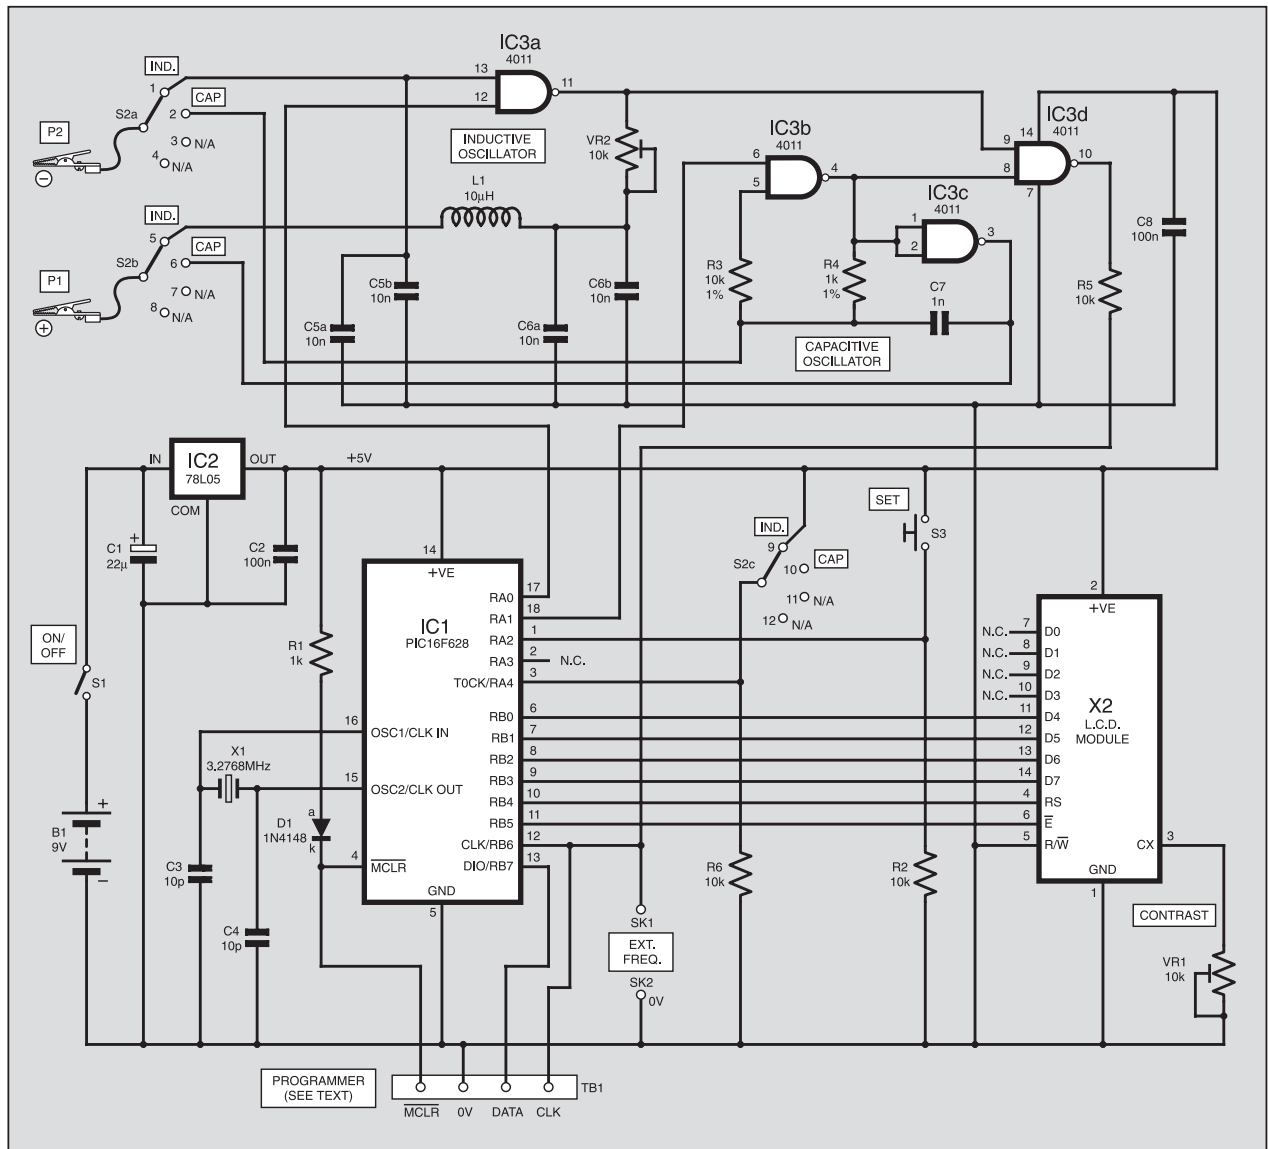 IC3a
4011
IND.
13
11
12
1
CAP
S2a
2
P2
3
N/A
4
N/A
INDUCTIVE
OSCILLATOR
VR2
10k
IC3b
4011
6
5
4
IC3d
4011
14
9
8
10
7
IC3c
4011
1
2
3
L1
10µH
IND.
5
CAP
S2b
6
P1
7
N/A
8
N/A
C5b
10n
C6b
10n
C5a
10n
C6a
10n
R3
10k
1%
R4
1k
1%
C7
1n
C8
100n
R5
10k
CAPACITIVE
OSCILLATOR
IN
IC2
78L05
OUT
COM
+5V
+
C1
22µ
C2
100n
ON/
OFF
S1
R1
1k
14
+VE
IC1
PIC16F628
RA0
17
RA1
18
RA2
1
RA3
2
N.C.
T0CK/RA4
3
RB0
6
RB1
7
RB2
8
RB3
9
RB4
10
RB5
11
CLK/RB6
12
DIO/RB7
13
16
OSC1/CLK IN
15
OSC2/CLK OUT
4
MCLR
GND
5
X1
3.2768MHz
D1
1N4148
a
k
+
B1
9V
–
C3
10p
C4
10p
IND.
9
CAP
S2c
10
11
N/A
12
N/A
SET
S3
2
+VE
N.C.
7
D0
N.C.
8
D1
N.C.
9
D2
N.C.
10
D3
11
D4
12
D5
13
D6
14
D7
4
RS
6
E
5
R/W
X2
L.C.D.
MODULE
CX
3
GND
1
R6
10k
R2
10k
SK1
EXT.
FREQ.
SK2
0V
CONTRAST
VR1
10k
PROGRAMMER
(SEE TEXT)
TB1
MCLR
0V
DATA
CLK